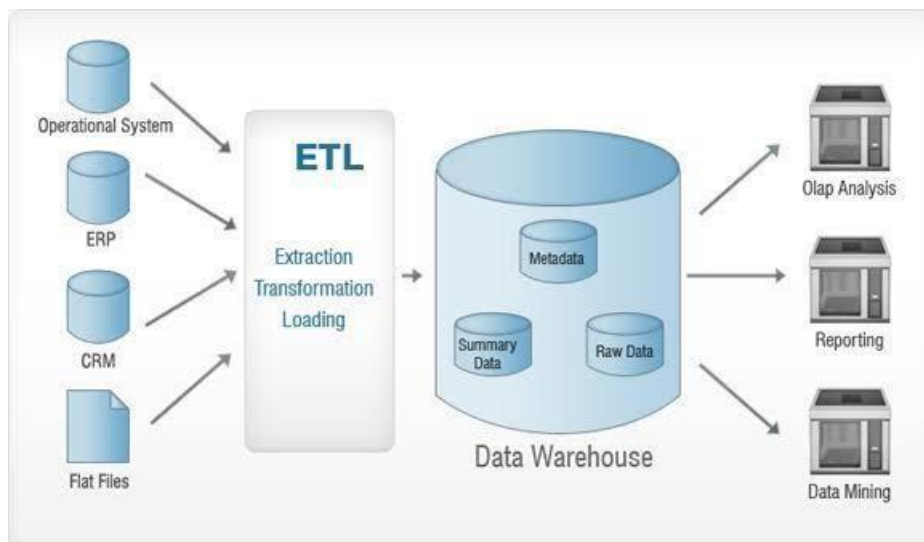 Operational System
ERP
CRM
Flat Files
ETL
Extraction
Transformation
Loading
Metadata
Summary
Data
Raw Data
Data Warehouse
Olap Analysis
Reporting
Data Mining